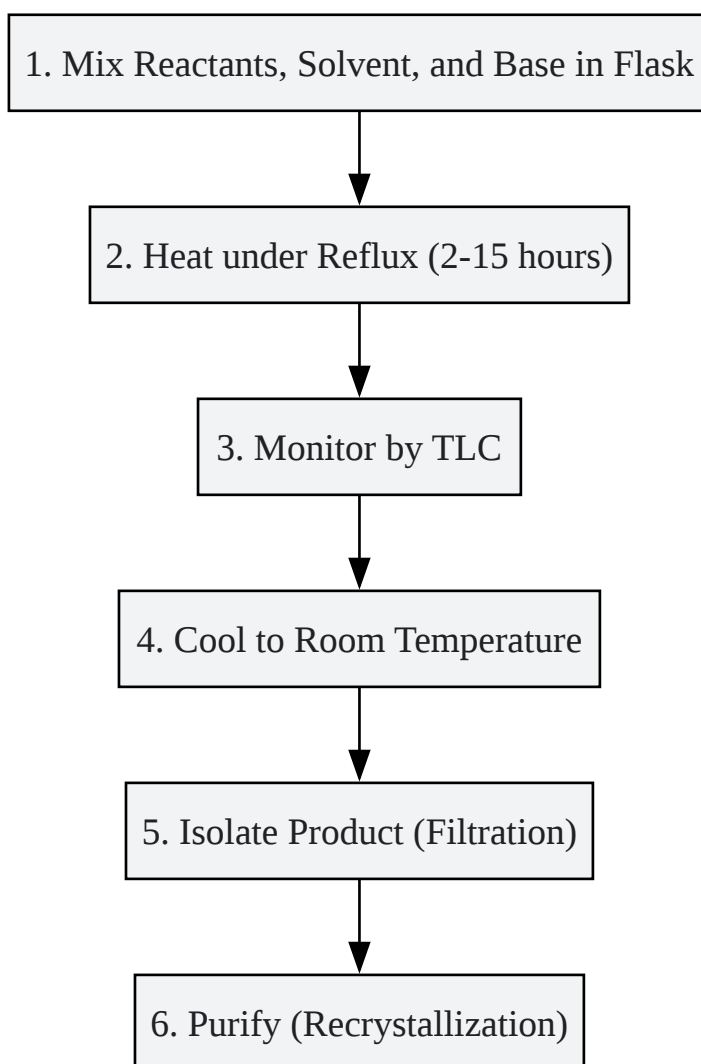 1. Mix Reactants, Solvent, and Base in Flask
2. Heat under Reflux (2-15 hours)
3. Monitor by TLC
4. Cool to Room Temperature
5. Isolate Product (Filtration)
6. Purify (Recrystallization)